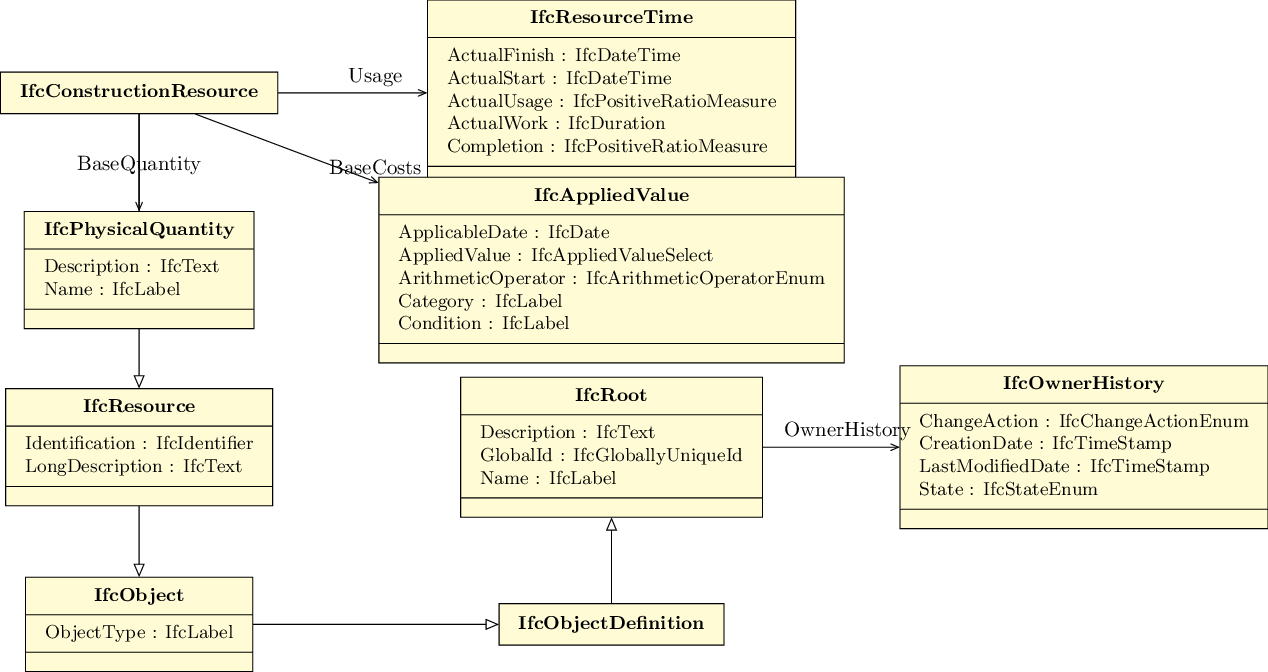 IfcResourceTime
ActualFinish : IfcDateTime
ActualStart : IfcDateTime
ActualUsage : IfcPositiveRatioMeasure
ActualWork : IfcDuration
Completion : IfcPositiveRatioMeasure
Usage
IfcConstructionResource
BaseQuantity
BaseCosts
IfcAppliedValue
ApplicableDate : IfcDate
AppliedValue : IfcAppliedValueSelect
ArithmeticOperator : IfcArithmeticOperatorEnum
Category : IfcLabel
Condition : IfcLabel
IfcPhysicalQuantity
Description : IfcText
Name : IfcLabel
IfcResource
Identification : IfcIdentifier
LongDescription : IfcText
IfcRoot
Description : IfcText
GlobalId : IfcGloballyUniqueId
Name : IfcLabel
OwnerHistory
IfcOwnerHistory
ChangeAction : IfcChangeActionEnum
CreationDate : IfcTimeStamp
LastModifiedDate : IfcTimeStamp
State : IfcStateEnum
IfcObject
ObjectType : IfcLabel
IfcObjectDefinition